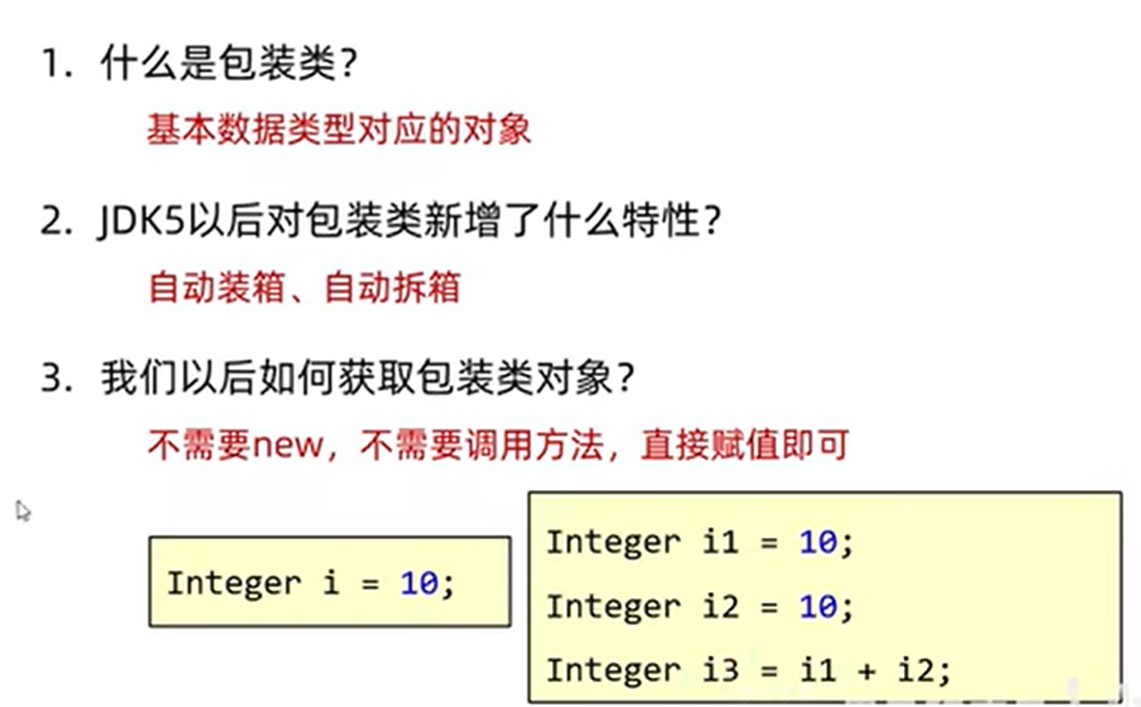 1. 什么是包装类?
基本数据类型对应的对象
2. JDK5以后对包装类新增了什么特性?
自动装箱、自动拆箱
3. 我们以后如何获取包装类对象?
不需要new，不需要调用方法，直接赋值即可
Integer i = 10;
Integer i1 = 10;
Integer i2 = 10;
Integer i3 = i1 + i2;